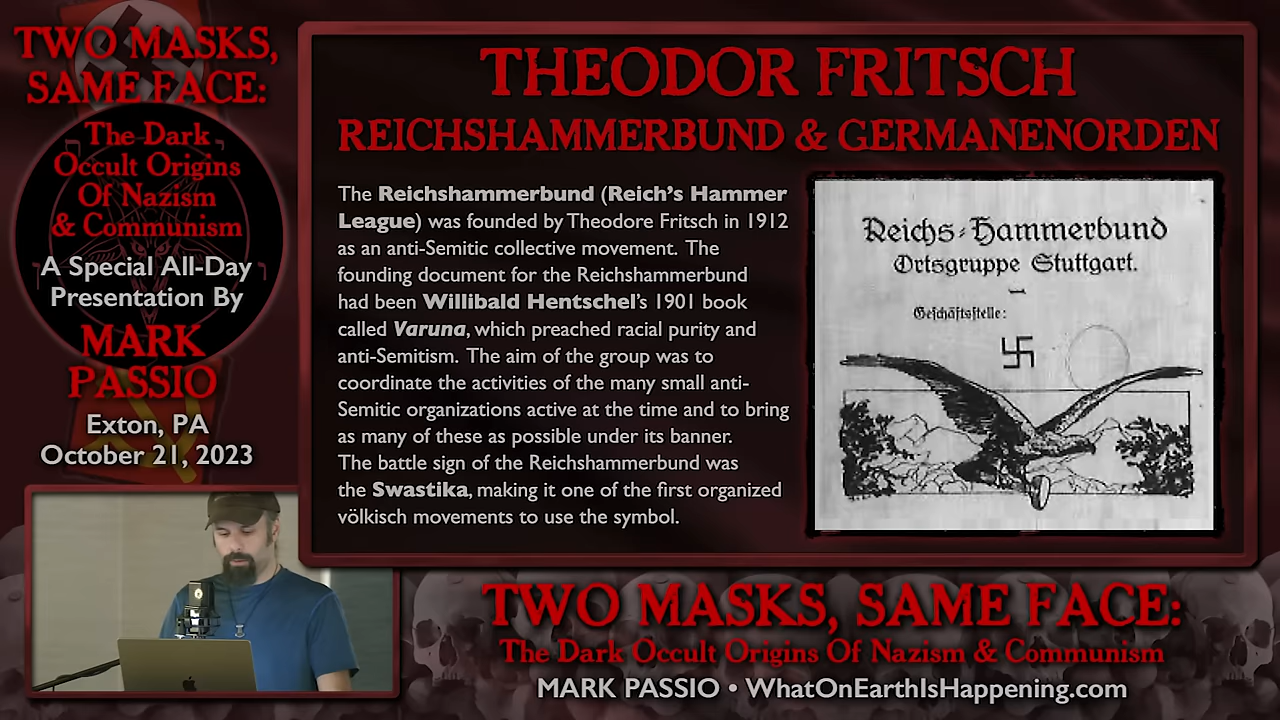 TWO MASKS,
SAME FACE:
The Dark
Occult Origins
Of Nazism
& Communism
A Special All-Day
Presentation By
MARK
PASSIO
Exton, PA
October 21, 2023
THEODOR FRITSCH
REICHSHAMMERBUND & GERMANENORDEN
The Reichshammerbund (Reich's Hammer
League) was founded by Theodore Fritsch in 1912
as an anti-Semitic collective movement. The
founding document for the Reichshammerbund
had been Willibald Hentschel's 1901 book
called Varuna, which preached racial purity and
anti-Semitism. The aim of the group was to
coordinate the activities of the many small anti-
Semitic organizations active at the time and to bring
as many of these as possible under its banner.
The battle sign of the Reichshammerbund was
the Swastika, making it one of the first organized
völkisch movements to use the symbol.
Reichs-Hammerbund
Ortsgruppe Stuttgart.
Geschäftsstelle:
TWO MASKS, SAME FACE:
The Dark Occult Origins Of Nazism & Communism
MARK PASSIO • WhatOnEarthIsHappening.com